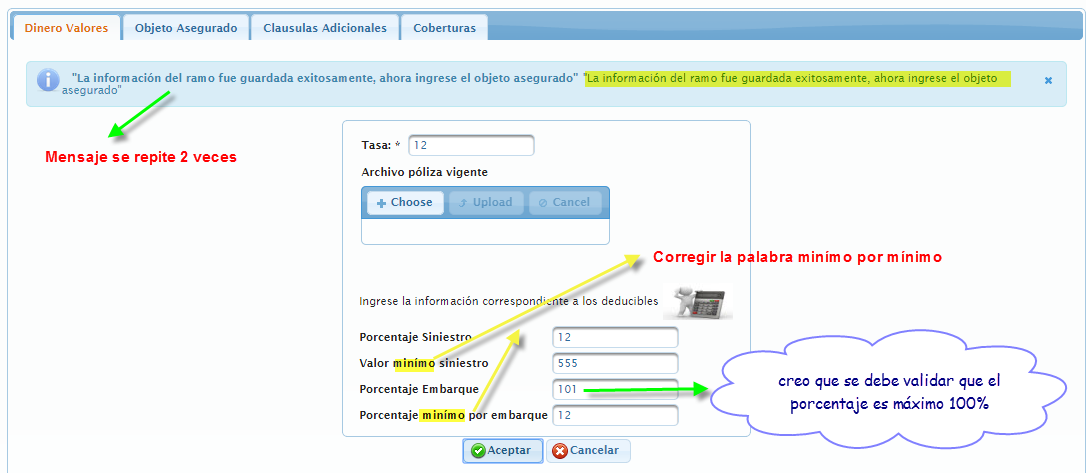 Dinero Valores Objeto Asegurado Clausulas Adicionales Coberturas
"La información del ramo fue guardada exitosamente, ahora ingrese el objeto asegurado" "La información del ramo fue guardada exitosamente, ahora ingrese el objeto
asegurado"
Mensaje se repite 2 veces
Tasa: * 12
Archivo póliza vigente
Choose Upload Cancel
Corregir la palabra minímo por mínimo
Ingrese la información correspondiente a los deducibles
Porcentaje Siniestro 12
Valor minímo siniestro 555
Porcentaje Embarque 101
Porcentaje minímo por embarque 12
creo que se debe validar que el
porcentaje es máximo 100%
Aceptar Cancelar